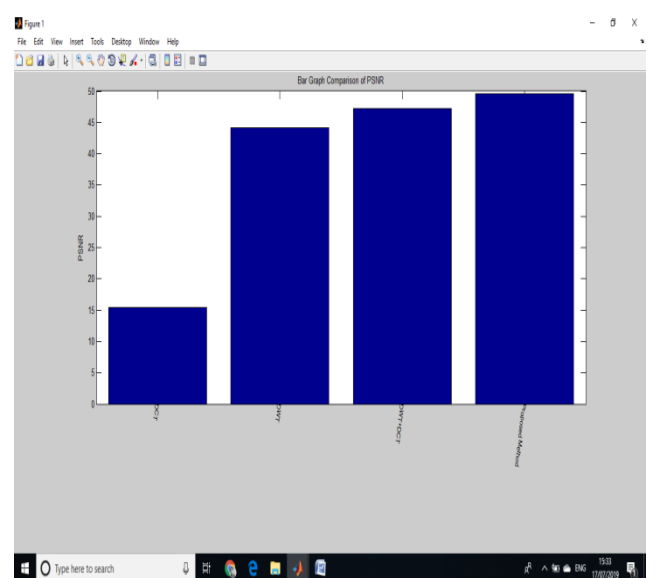 Figure 1
File Edit View Insert Tools Desktop Window Help
Bar Graph Comparison of PSNR
50
45
40
35
30
25
20
15
10
5
0
PSNR
DCT
DWT
DWT+DCT
Proposed Method
Type here to search
ENG
15:33
17/07/2019